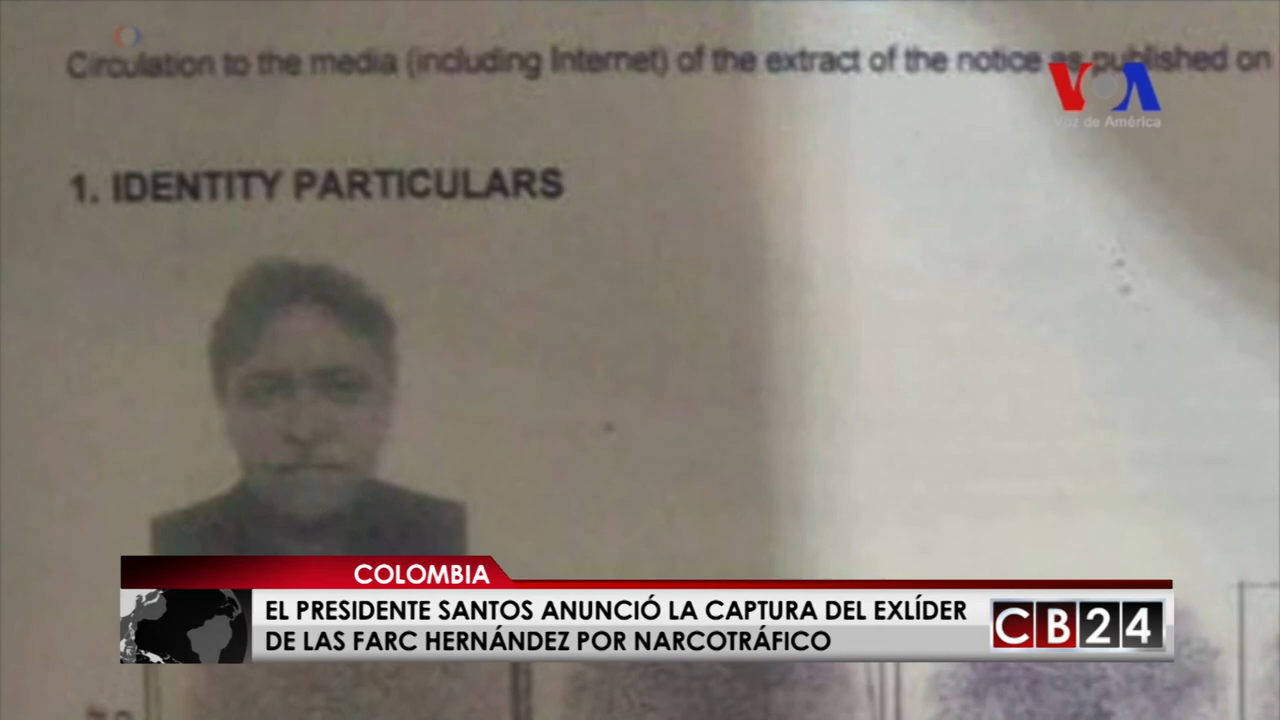 Circulation to the media (including Internet) of the extract of the notice as published on
VOA
Voz de América
1. IDENTITY PARTICULARS
COLOMBIA
EL PRESIDENTE SANTOS ANUNCIÓ LA CAPTURA DEL EXLÍDER
DE LAS FARC HERNÁNDEZ POR NARCOTRÁFICO
CB24